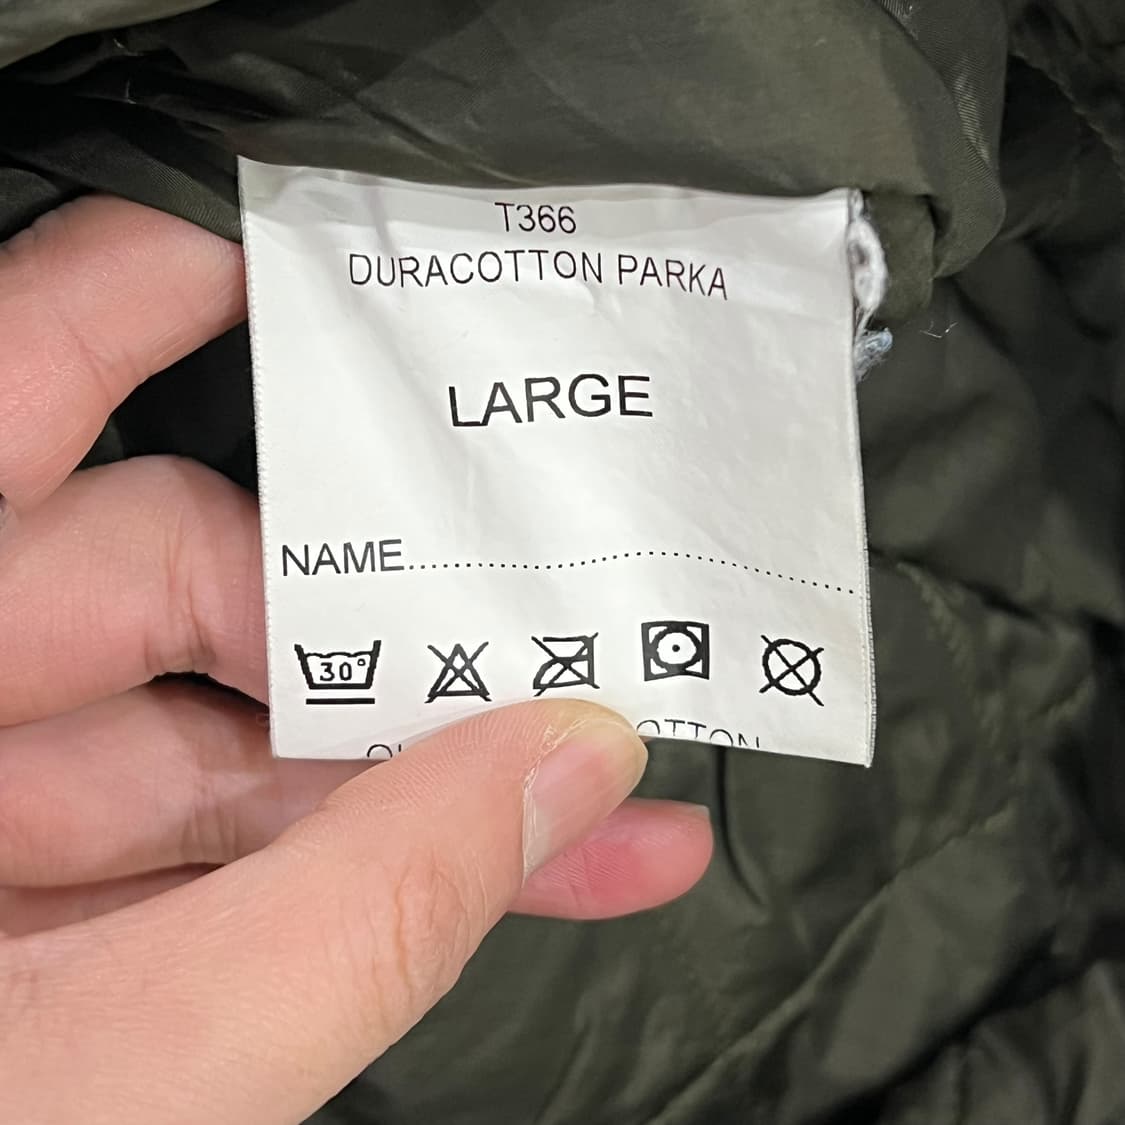 T366
DURACOTTON PARKA
LARGE
NAME..............................................
30°